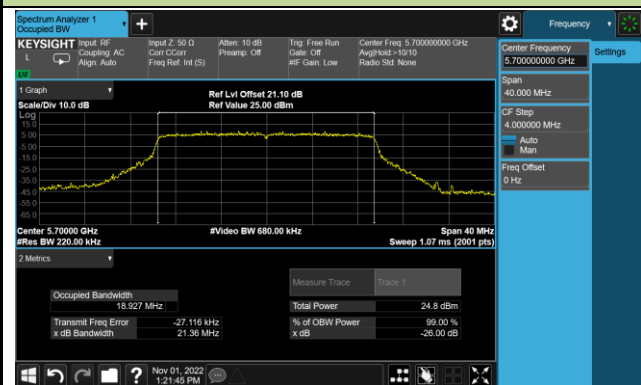 Spectrum Analyzer 1
Occupied BW
+
Frequency
KEYSIGHT
L
Input: RF
Coupling: AC
Align: Auto
Input Z: 50 Ω
Corr CCorr
Freq Ref: Int (S)
Atten: 10 dB
Preamp: Off
Trig: Free Run
Gate: Off
#IF Gain: Low
Center Freq: 5.700000000 GHz
Avg|Hold:>10/10
Radio Std: None
Center Frequency
5.700000000 GHz
Settings
Span
40.000 MHz
CF Step
4.000000 MHz
Auto
Man
Freq Offset
0 Hz
1 Graph
Scale/Div 10.0 dB
Ref Lvl Offset 21.10 dB
Ref Value 25.00 dBm
Log
15.0
5.00
-5.00
-15.0
-25.0
-35.0
-45.0
-55.0
-65.0
Center 5.70000 GHz
#Video BW 680.00 kHz
Span 40 MHz
#Res BW 220.00 kHz
Sweep 1.07 ms (2001 pts)
2 Metrics
Measure Trace
Trace 1
Occupied Bandwidth
18.927 MHz
Total Power
24.8 dBm
Transmit Freq Error
-27.116 kHz
% of OBW Power
99.00 %
x dB Bandwidth
21.36 MHz
x dB
-26.00 dB
?
Nov 01, 2022
1:21:45 PM